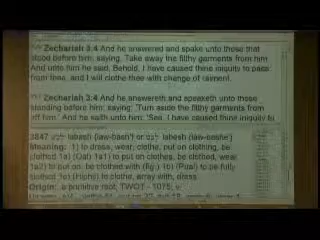 Zechariah 3:4 And he answered and spake unto those that
stood before him, saying, Take away the filthy garments from him.
And unto him he said, Behold, I have caused thine iniquity to pass
from thee, and I will clothe thee with change of raiment.
Zechariah 3:4 And he answereth and speaketh unto those
standing before him, saying: 'Turn aside the filthy garments from
off him.' And he saith unto him, 'See, I have caused thine iniquity to
3847 labesh (law-bash') or labesh (law-bashe')
Meaning: 1) to dress, wear, clothe, put on clothing, be
clothed 1a) (Qal) 1a1) to put on clothes, be clothed, wear
1a2) to put on, be clothed with (fig.) 1b) (Pual) to be fully
clothed 1c) (Hiphil) to clothe, array with, dress
Origin: a primitive root; TWOT - 1075; v